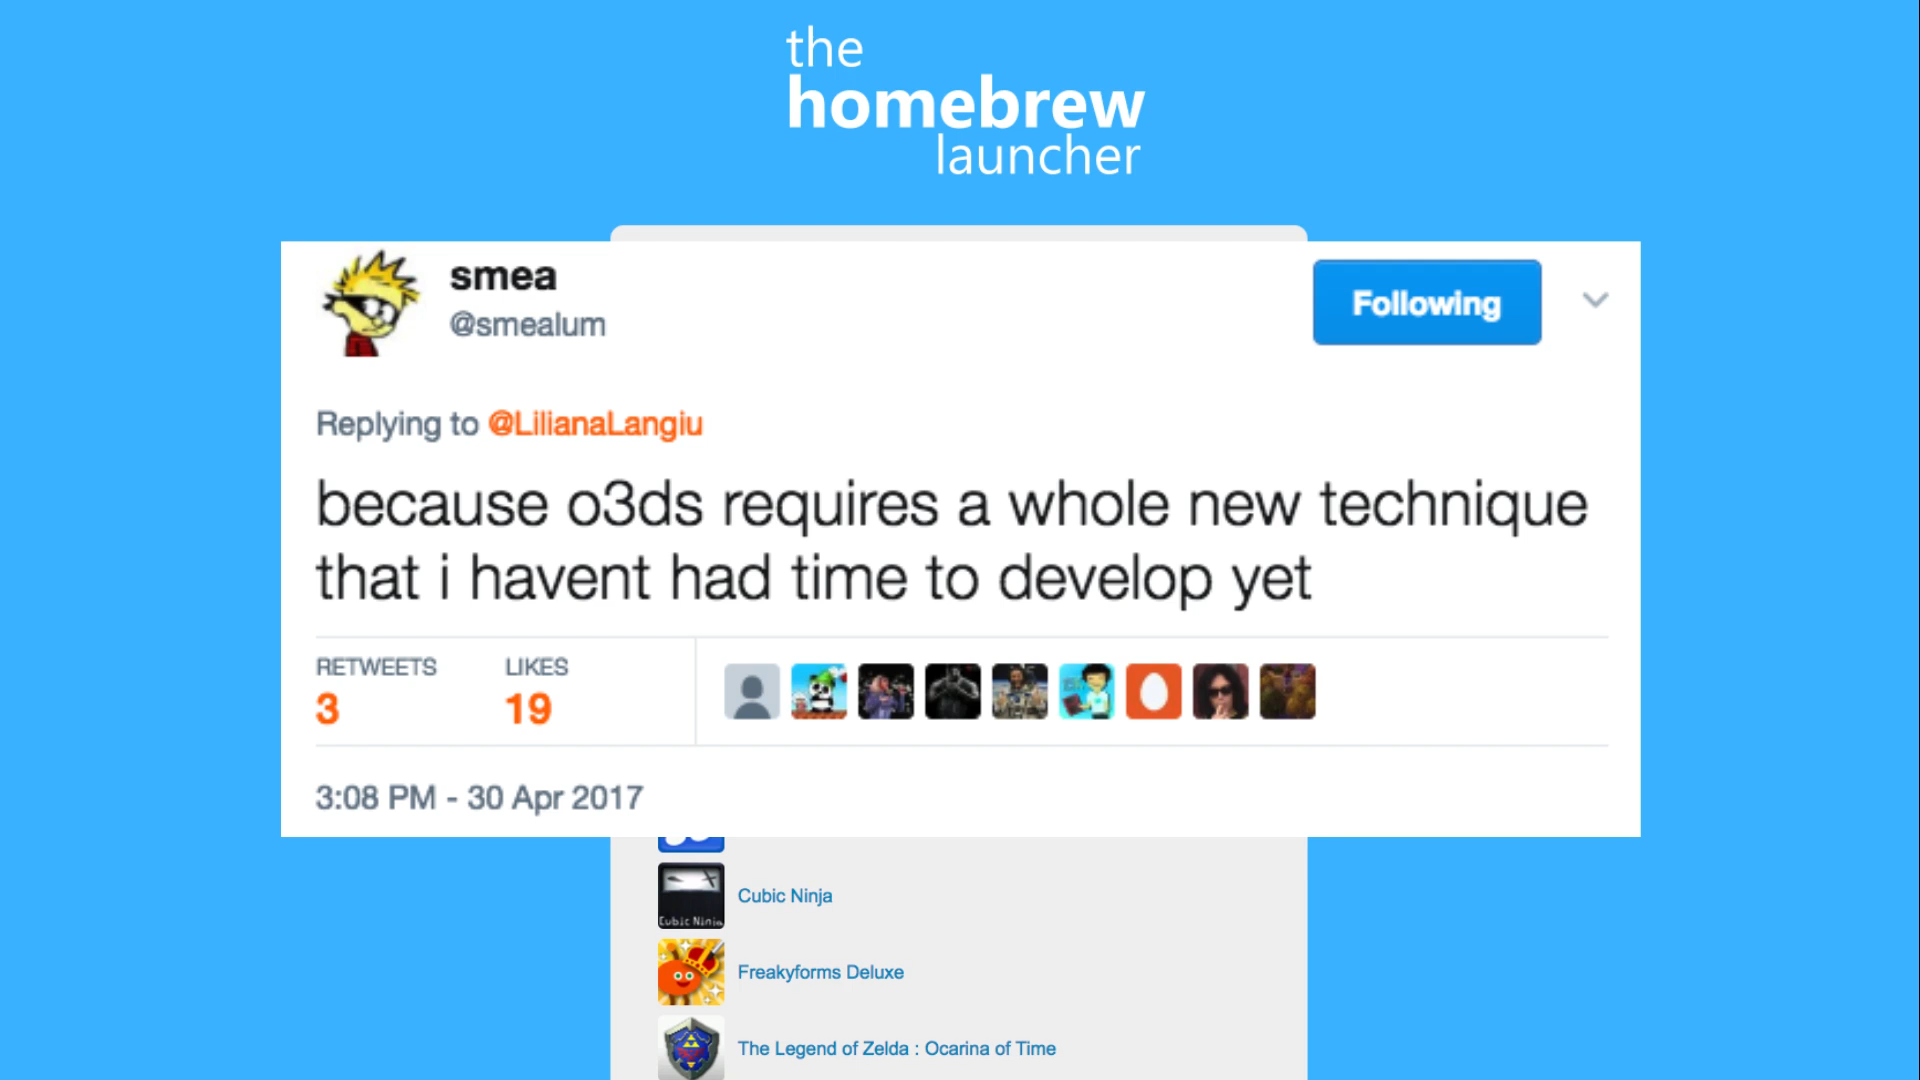 the
homebrew
launcher
smea
@smealum
Following
Replying to @LilianaLangiu
because o3ds requires a whole new technique
that i havent had time to develop yet
RETWEETS
LIKES
3
19
3:08 PM - 30 Apr 2017
Cubic Ninja
Cubic Ninja
Freakyforms Deluxe
The Legend of Zelda : Ocarina of Time